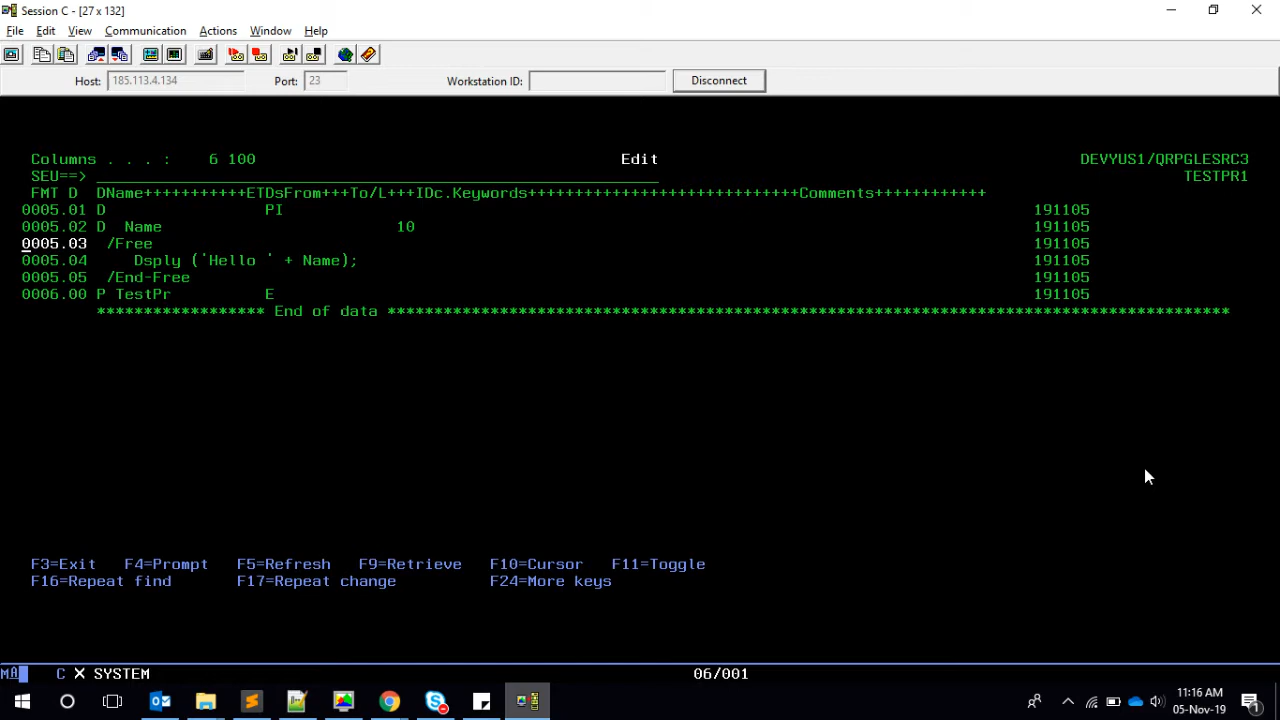 Session C - [27 x 132]
File Edit View Communication Actions Window Help
Host: 185.113.4.134 Port: 23 Workstation ID: Disconnect
Columns . . . : 6 100 Edit DEVYUS1/QRPGLESRC3
SEU==> TESTPR1
FMT D DName+++++++++++ETDsFrom+++To/L+++IDc.Keywords+++++++++++++++++++++++++++++Comments++++++++++++
0005.01 D PI 191105
0005.02 D Name 10 191105
0005.03 /Free 191105
0005.04 Dsply ('Hello ' + Name); 191105
0005.05 /End-Free 191105
0006.00 P TestPr E 191105
****************** End of data ******************************************************************************************
F3=Exit F4=Prompt F5=Refresh F9=Retrieve F10=Cursor F11=Toggle
F16=Repeat find F17=Repeat change F24=More keys
MA C X SYSTEM 06/001
11:16 AM
05-Nov-19
1